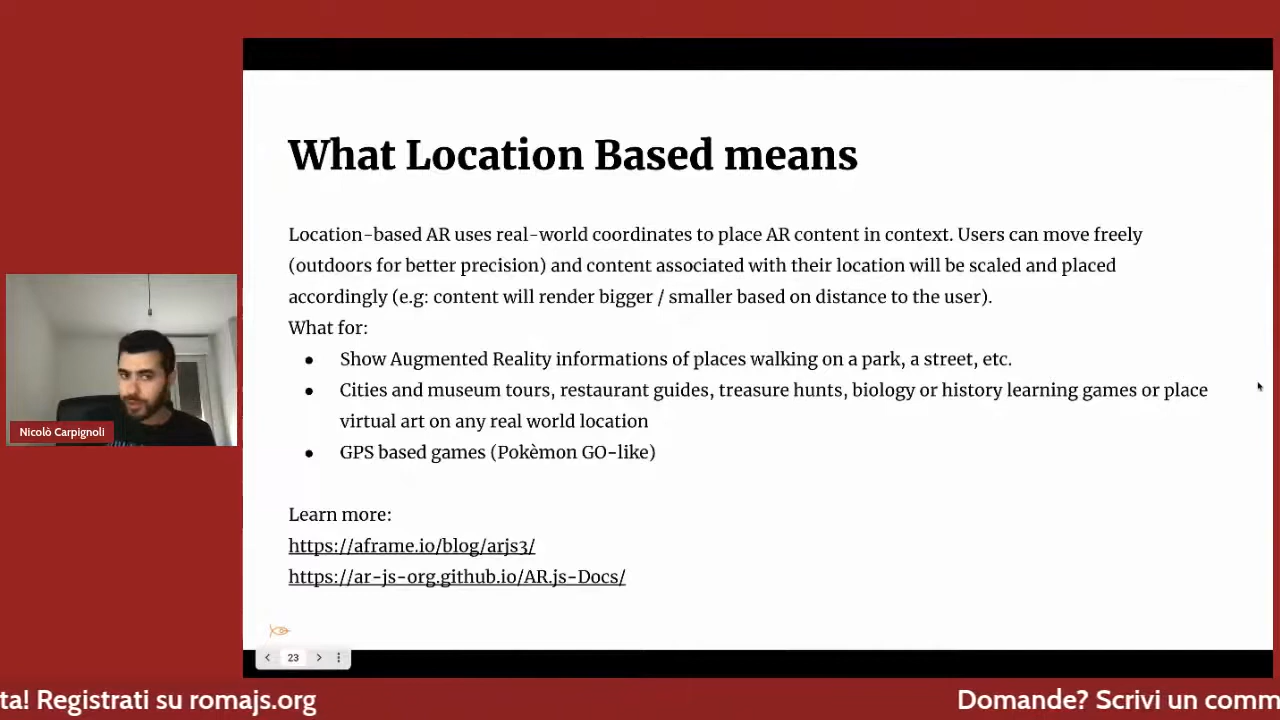 What Location Based means
Location-based AR uses real-world coordinates to place AR content in context. Users can move freely
(outdoors for better precision) and content associated with their location will be scaled and placed
accordingly (e.g: content will render bigger / smaller based on distance to the user).
What for:
● Show Augmented Reality informations of places walking on a park, a street, etc.
● Cities and museum tours, restaurant guides, treasure hunts, biology or history learning games or place
virtual art on any real world location
● GPS based games (Pokèmon GO-like)
Learn more:
https://aframe.io/blog/arjs3/
https://ar-js-org.github.io/AR.js-Docs/
Nicolò Carpignoli
23
ta! Registrati su romajs.org
Domande? Scrivi un comm